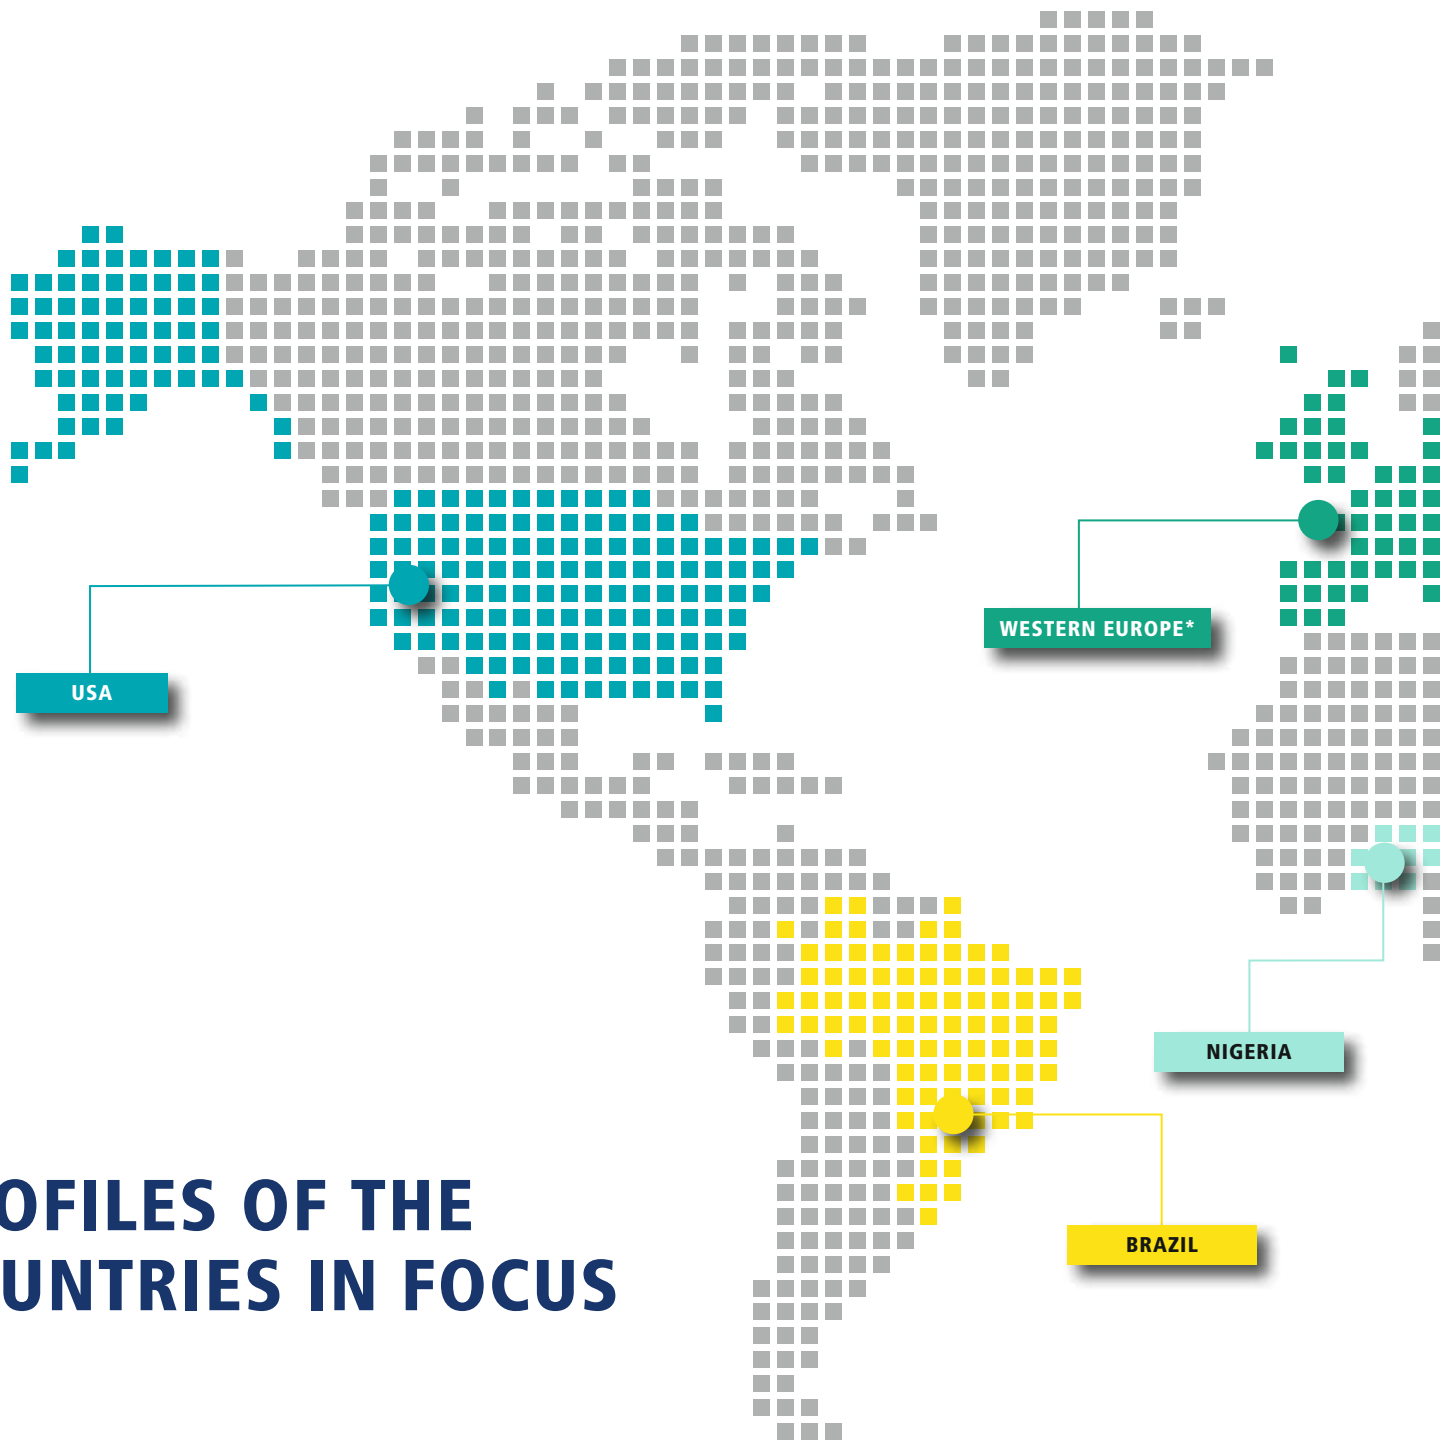 WESTERN EUROPE*
USA
NIGERIA
OFILES OF THE
BRAZIL
UNTRIES IN FOCUS